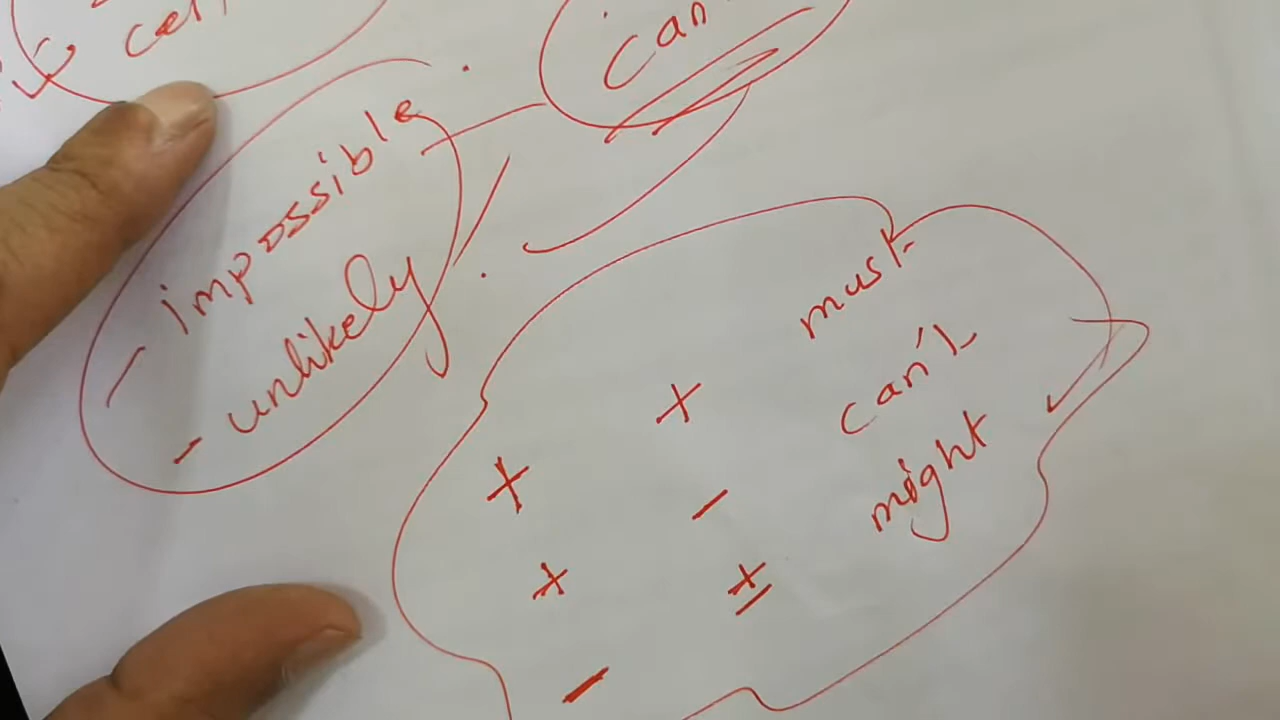 can
- impossible
- unlikely
must
+ can't
+ - might
+ ±
-